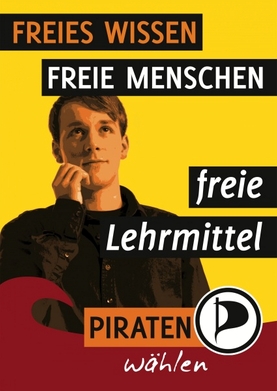 FREIES WISSEN
FREIE MENSCHEN
freie
Lehrmittel
PIRATEN
wählen